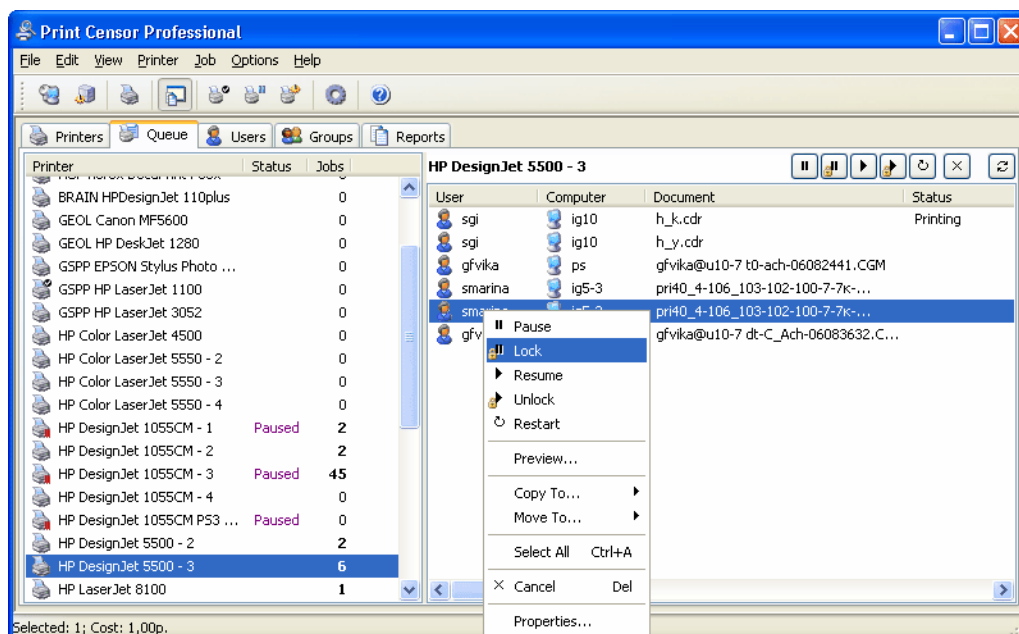 Print Censor Professional
File Edit View Printer Job Options Help
Printers Queue Users Groups Reports
Printer Status Jobs
BRAIN HPDesignJet 110plus 0
GEOL Canon MF5600 0
GEOL HP DeskJet 1280 0
GSPP EPSON Stylus Photo ... 0
GSPP HP LaserJet 1100 0
GSPP HP LaserJet 3052 0
HP Color LaserJet 4500 0
HP Color LaserJet 5550 - 2 0
HP Color LaserJet 5550 - 3 0
HP Color LaserJet 5550 - 4 0
HP DesignJet 1055CM - 1 Paused 2
HP DesignJet 1055CM - 2 2
HP DesignJet 1055CM - 3 Paused 45
HP DesignJet 1055CM - 4 0
HP DesignJet 1055CM PS3 ... Paused 0
HP DesignJet 5500 - 2 2
HP DesignJet 5500 - 3 6
HP LaserJet 8100 1
HP DesignJet 5500 - 3
User Computer Document Status
sgi ig10 h_k.cdr Printing
sgi ig10 h_y.cdr
gfvika ps gfvika@u10-7 t0-ach-06082441.CGM
smarina ig5-3 pri40_4-106_103-102-100-7-7к-...
pri40_4-106_103-102-100-7-7к-...
gfvika@u10-7 dt-C_Ach-06083632.C...
Pause
Lock
Resume
Unlock
Restart
Preview...
Copy To...
Move To...
Select All Ctrl+A
Cancel Del
Properties...
Selected: 1; Cost: 1,00р.